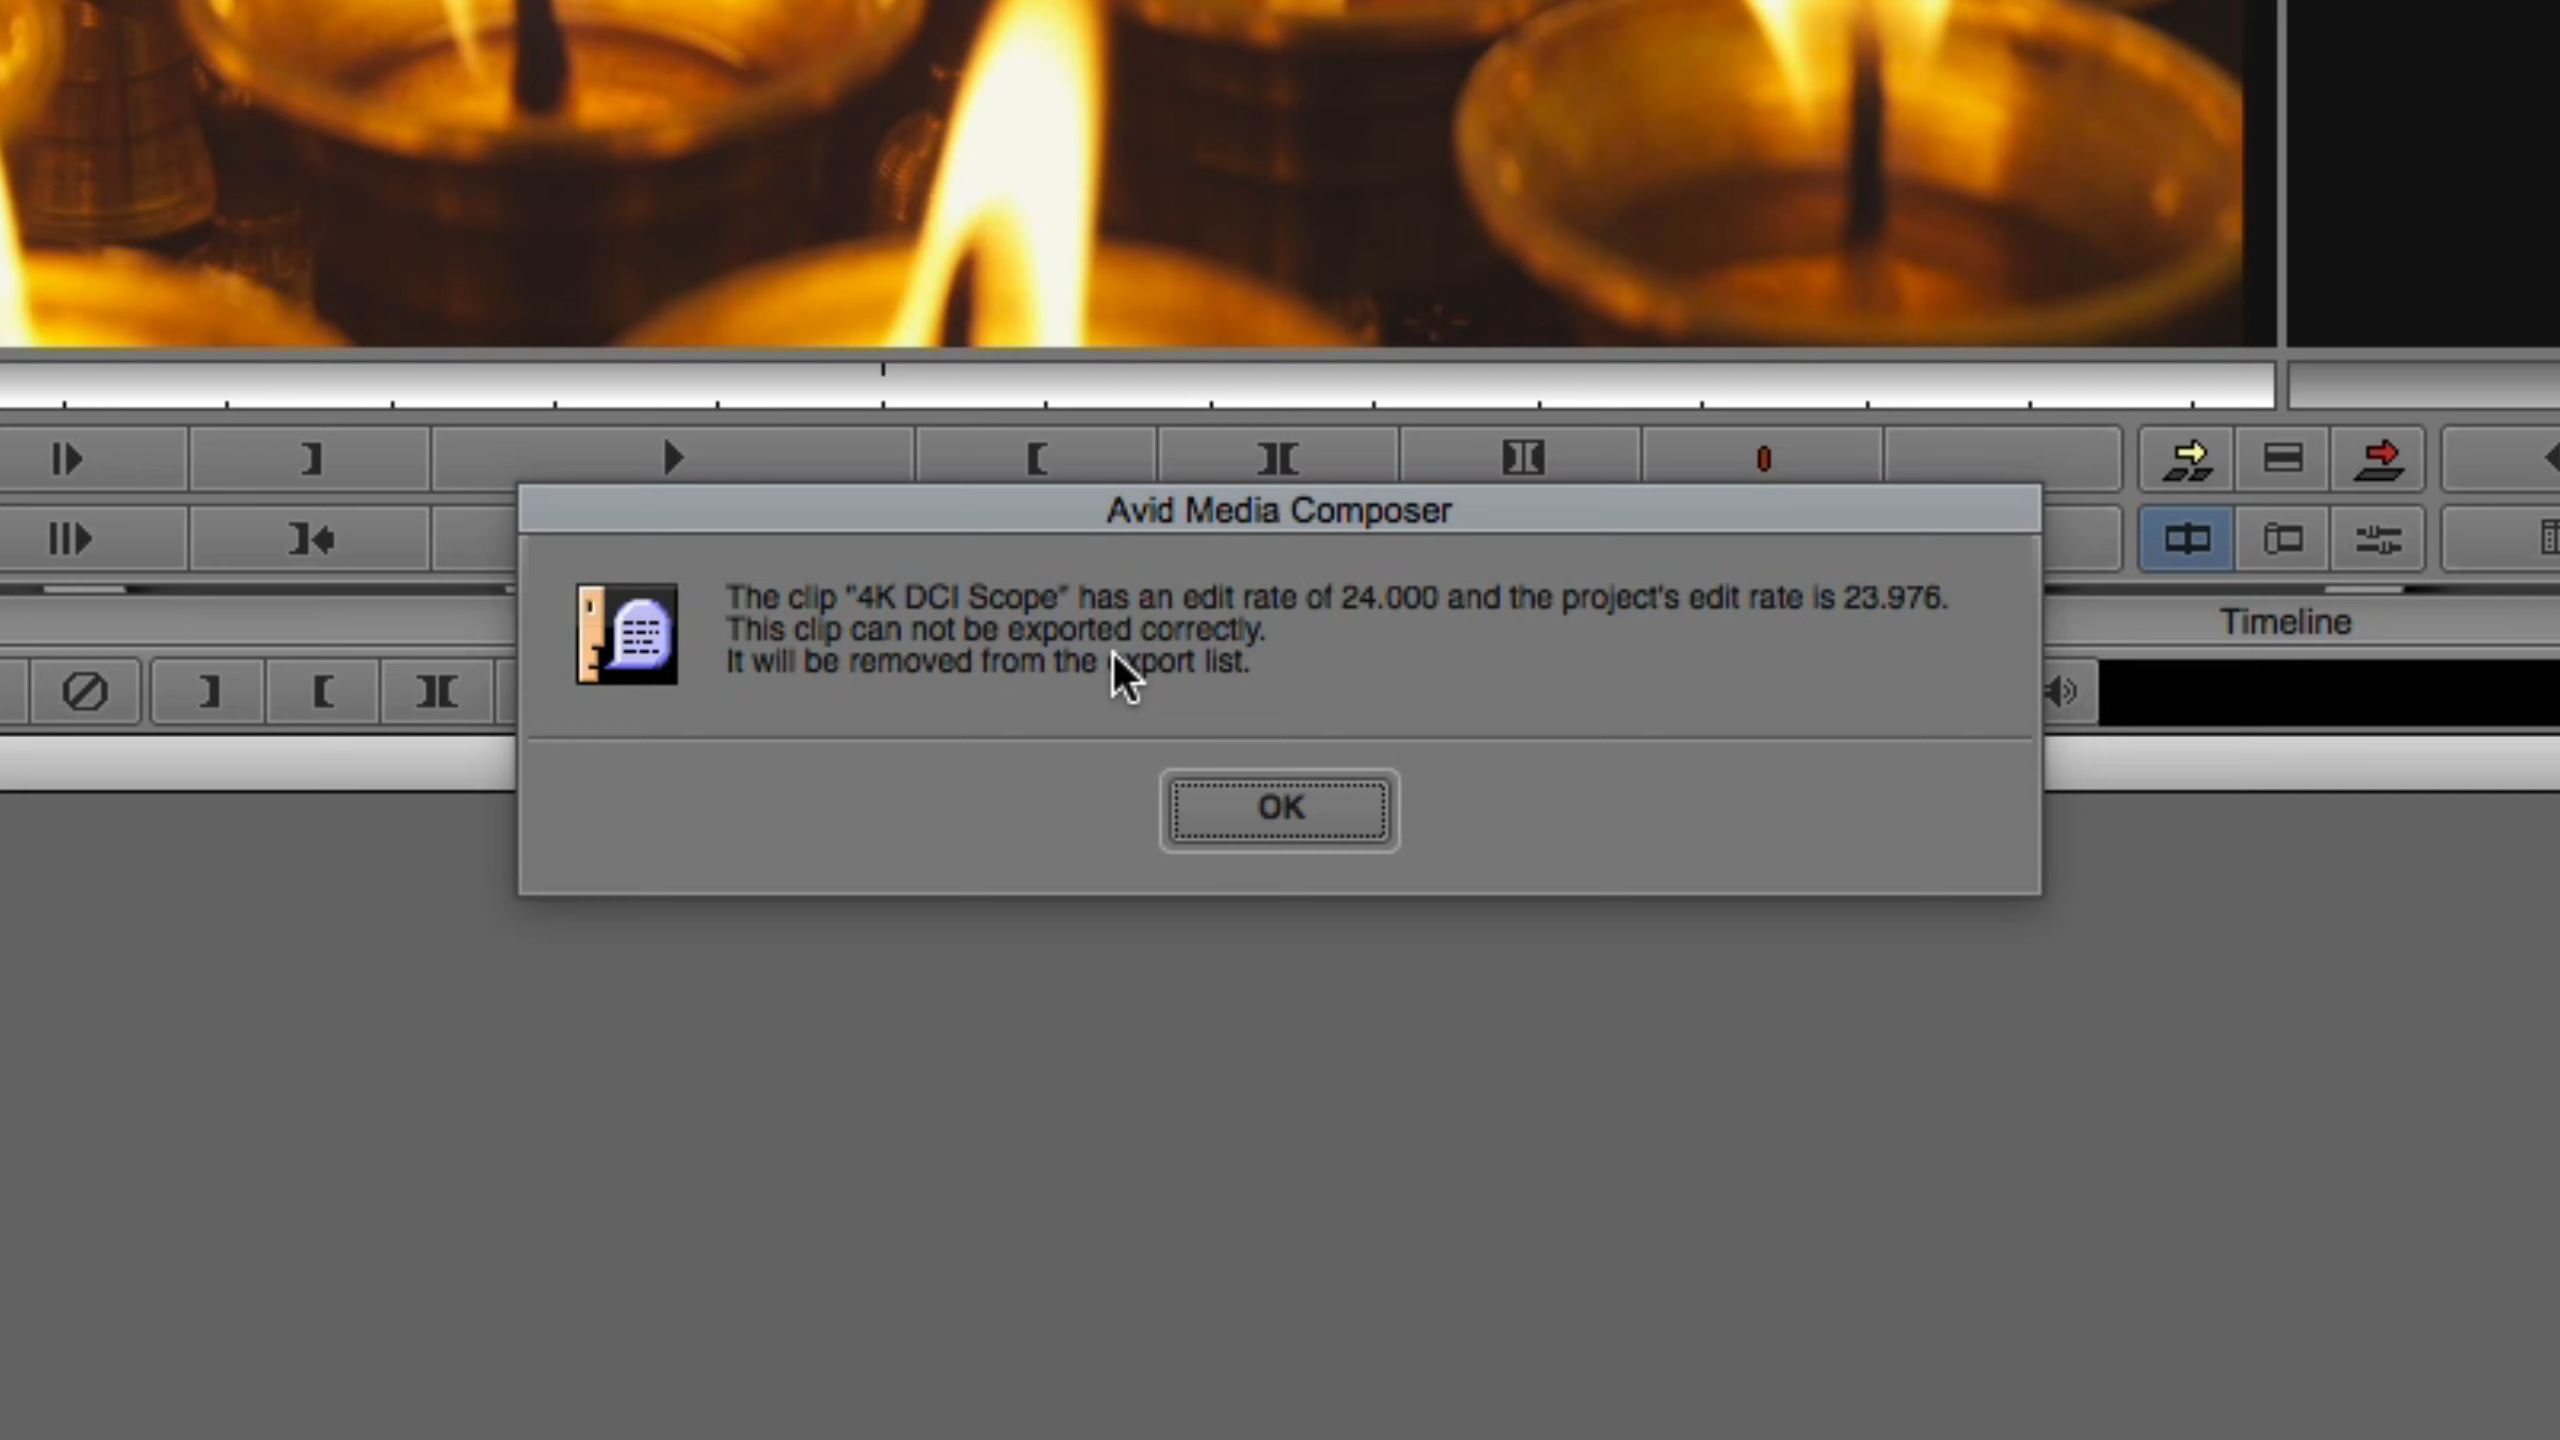 Avid Media Composer
The clip "4K DCI Scope" has an edit rate of 24.000 and the project's edit rate is 23.976.
This clip can not be exported correctly.
It will be removed from the export list.
Timeline
OK